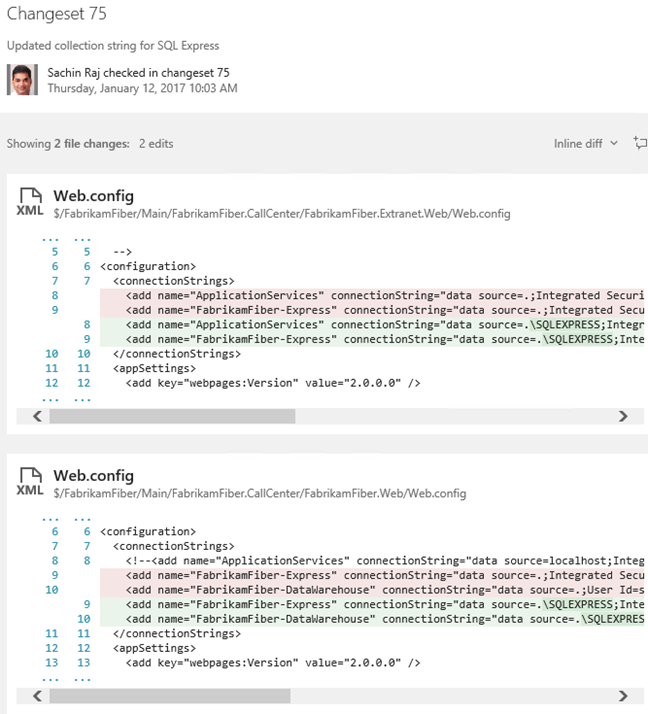 Changeset 75
Updated collection string for SQL Express
Sachin Raj checked in changeset 75
Thursday, January 12, 2017 10:03 AM
Showing 2 file changes: 2 edits Inline diff
Web.config
XML $/FabrikamFiber/Main/FabrikamFiber.CallCenter/FabrikamFiber.Extranet.Web/Web.config
... ...
5 5 -->
6 6 <configuration>
7 7 <connectionStrings>
8 <add name="ApplicationServices" connectionString="data source=.;Integrated Securi
9 <add name="FabrikamFiber-Express" connectionString="data source=.;Integrated Secu
8 <add name="ApplicationServices" connectionString="data source=.\SQLEXPRESS;Integr
9 <add name="FabrikamFiber-Express" connectionString="data source=.\SQLEXPRESS;Inte
10 10 </connectionStrings>
11 11 <appSettings>
12 12 <add key="webpages:Version" value="2.0.0.0" />
... ...
Web.config
XML $/FabrikamFiber/Main/FabrikamFiber.CallCenter/FabrikamFiber.Web/Web.config
... ...
6 6 <configuration>
7 7 <connectionStrings>
8 8 <!--<add name="ApplicationServices" connectionString="data source=localhost;Integ
9 <add name="FabrikamFiber-Express" connectionString="data source=.;Integrated Secu
10 <add name="FabrikamFiber-DataWarehouse" connectionString="data source=.;User Id=s
9 <add name="FabrikamFiber-Express" connectionString="data source=.\SQLEXPRESS;Inte
10 <add name="FabrikamFiber-DataWarehouse" connectionString="data source=.\SQLEXPRES
11 11 </connectionStrings>
12 12 <appSettings>
13 13 <add key="webpages:Version" value="2.0.0.0" />
... ...